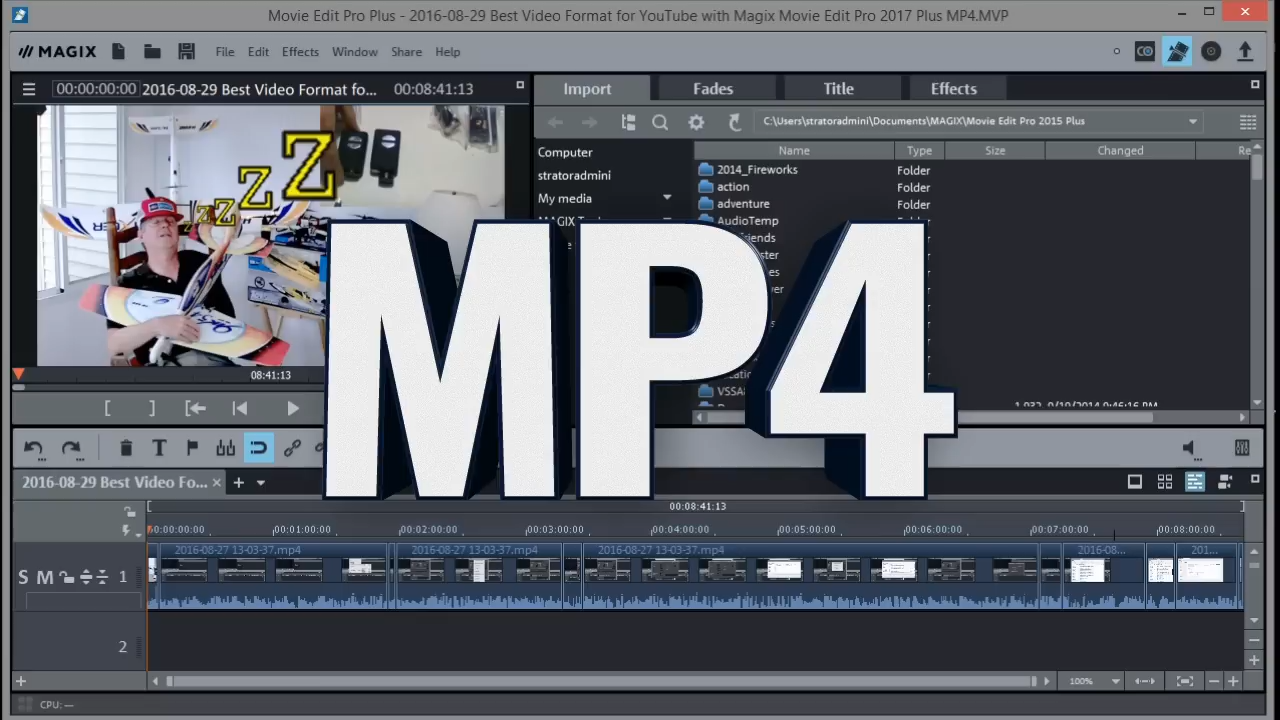 Movie Edit Pro Plus - 2016-08-29 Best Video Format for YouTube with Magix Movie Edit Pro 2017 Plus MP4.MVP
MAGIX File Edit Effects Window Share Help
00:00:00:00 2016-08-29 Best Video Format fo... 00:08:41:13
Import Fades Title Effects
C:\Users\stratoradmini\Documents\MAGIX\Movie Edit Pro 2015 Plus
Computer
stratoradmini
My media
Name Type Size Changed Re
2014_Fireworks Folder
action Folder
adventure Folder
AudioTemp Folder
Z
Z
Z
Z
MP4
08:41:13
2016-08-29 Best Video Fo... × +
00:08:41:13
00:00:00:00 00:01:00:00 00:02:00:00 00:03:00:00 00:04:00:00 00:05:00:00 00:06:00:00 00:07:00:00 00:08:00:00
2016-08-27 13-03-37.mp4 2016-08-27 13-03-37.mp4 2016-08-27 13-03-37.mp4 2016-08... 201...
S M 1
2
100%
CPU: —